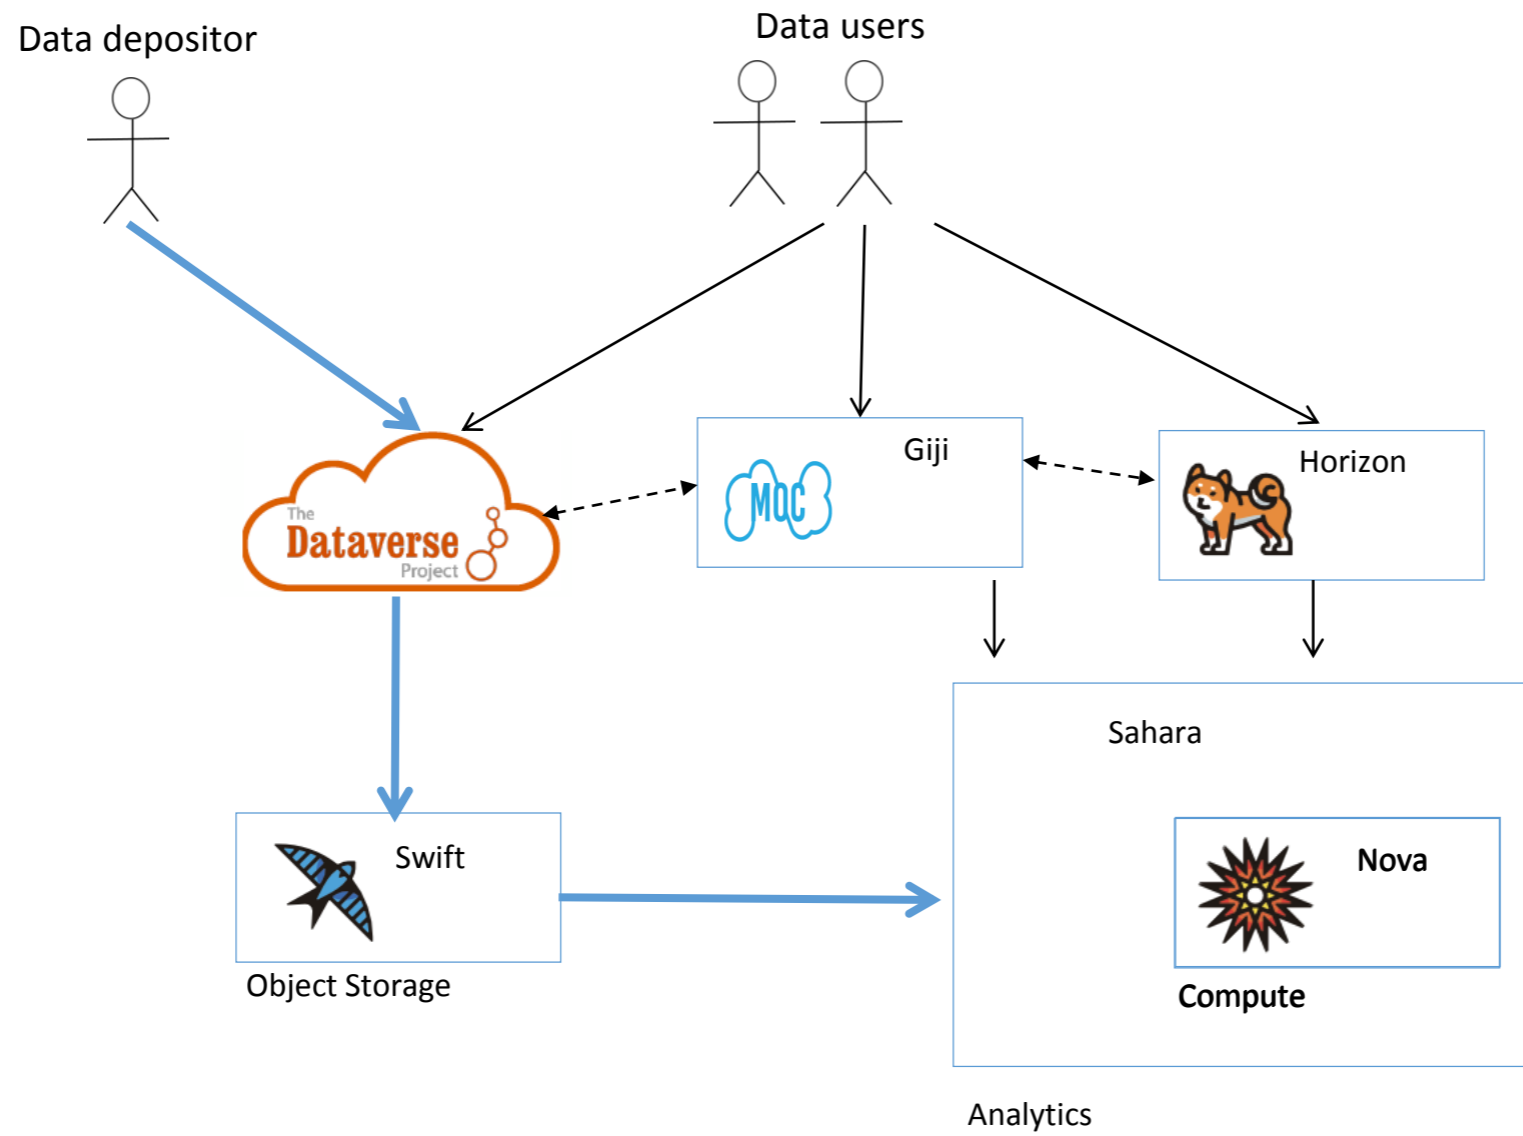 Data depositor
Data users
Giji
MOC
Horizon
The
Dataverse
Project
Sahara
Swift
Nova
Object Storage
Compute
Analytics